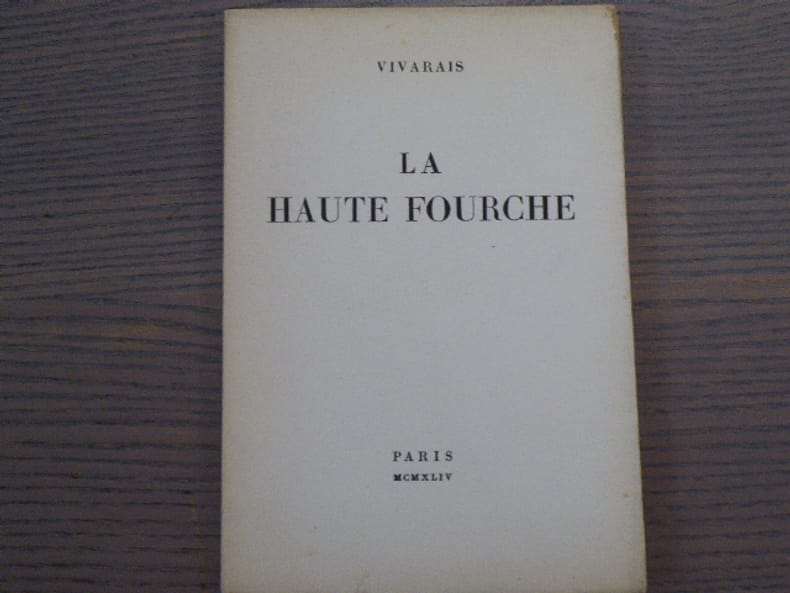 VIVARAIS
LA
HAUTE FOURCHE
PARIS
MCMXLIV